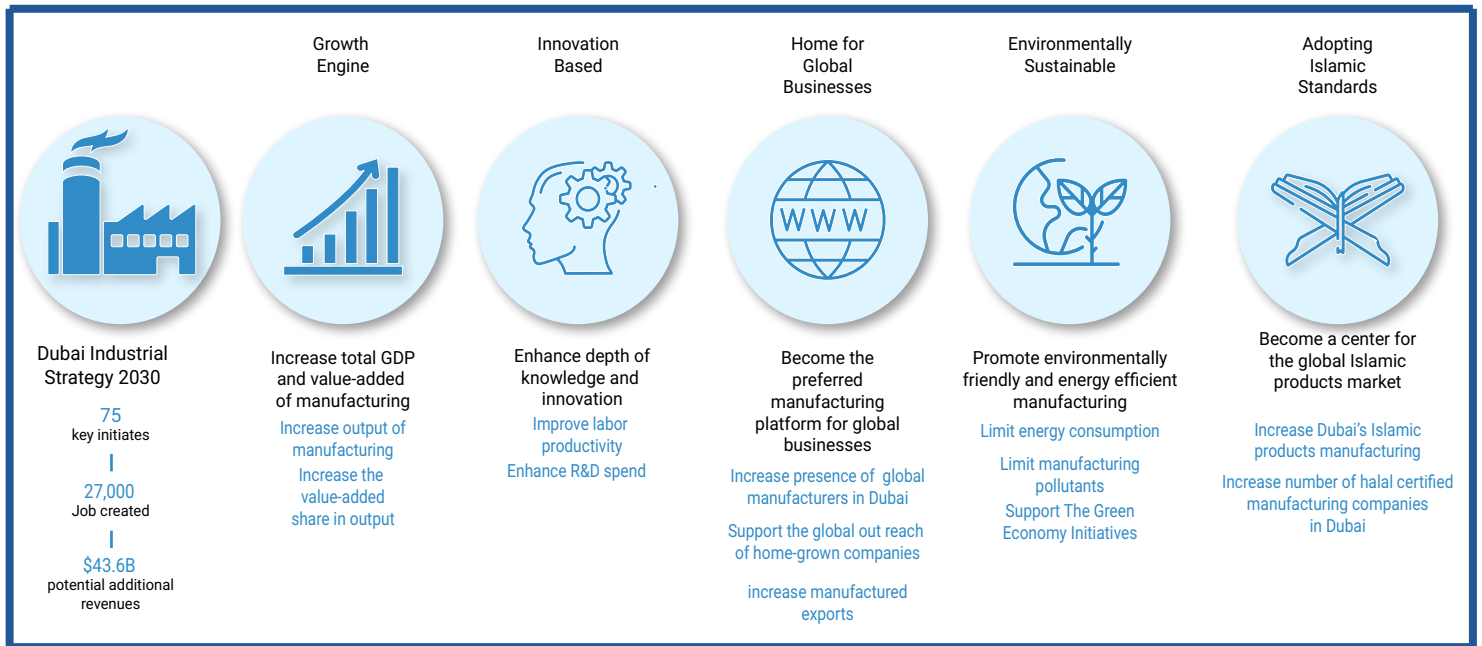 Growth
Engine
Innovation
Based
Home for
Global
Businesses
Environmentally
Sustainable
Adopting
Islamic
Standards
WWW
Dubai Industrial
Strategy 2030
75
key initiates
27,000
Job created
$43.6B
potential additional
revenues
Increase total GDP
and value-added
of manufacturing
Increase output of
manufacturing
Increase the
value-added
share in output
Enhance depth of
knowledge and
innovation
Improve labor
productivity
Enhance R&D spend
Become the
preferred
manufacturing
platform for global
businesses
Increase presence of global
manufacturers in Dubai
Support the global out reach
of home-grown companies
increase manufactured
exports
Promote environmentally
friendly and energy efficient
manufacturing
Limit energy consumption
Limit manufacturing
pollutants
Support The Green
Economy Initiatives
Become a center for
the global Islamic
products market
Increase Dubai's Islamic
products manufacturing
Increase number of halal certified
manufacturing companies
in Dubai